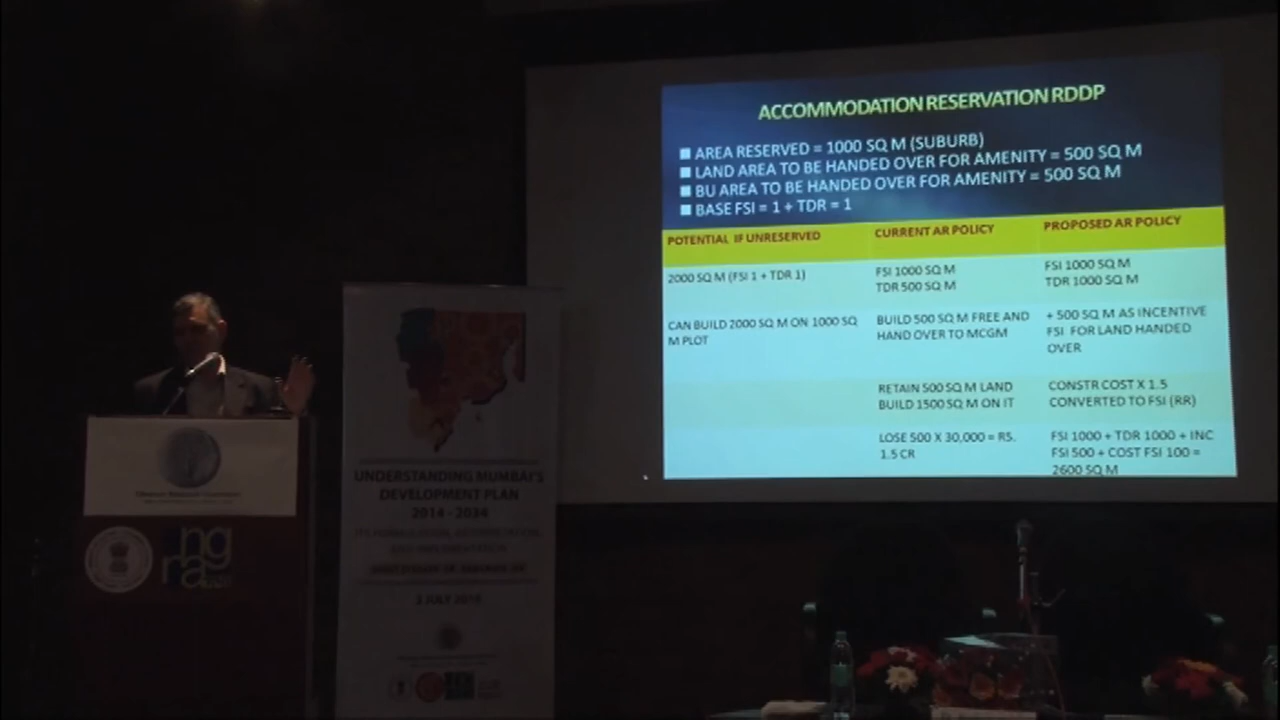 ACCOMMODATION RESERVATION RDDP
AREA RESERVED = 1000 SQ M (SUBURB)
LAND AREA TO BE HANDED OVER FOR AMENITY = 500 SQ M
BU AREA TO BE HANDED OVER FOR AMENITY = 500 SQ M
BASE FSI = 1 + TDR = 1
POTENTIAL IF UNRESERVED
CURRENT AR POLICY
PROPOSED AR POLICY
2000 SQ M (FSI 1 + TDR 1)
FSI 1000 SQ M
TDR 500 SQ M
FSI 1000 SQ M
TDR 1000 SQ M
CAN BUILD 2000 SQ M ON 1000 SQ
M PLOT
BUILD 500 SQ M FREE AND
HAND OVER TO MCGM
+ 500 SQ M AS INCENTIVE
FSI FOR LAND HANDED
OVER
RETAIN 500 SQ M LAND
BUILD 1500 SQ M ON IT
CONSTR COST X 1.5
CONVERTED TO FSI (RR)
LOSE 500 X 30,000 = RS.
1.5 CR
FSI 1000 + TDR 1000 + INC
FSI 500 + COST FSI 100 =
2600 SQ M
UNDERSTANDING MUMBAI'S
DEVELOPMENT PLAN
2014 - 2034
ngma